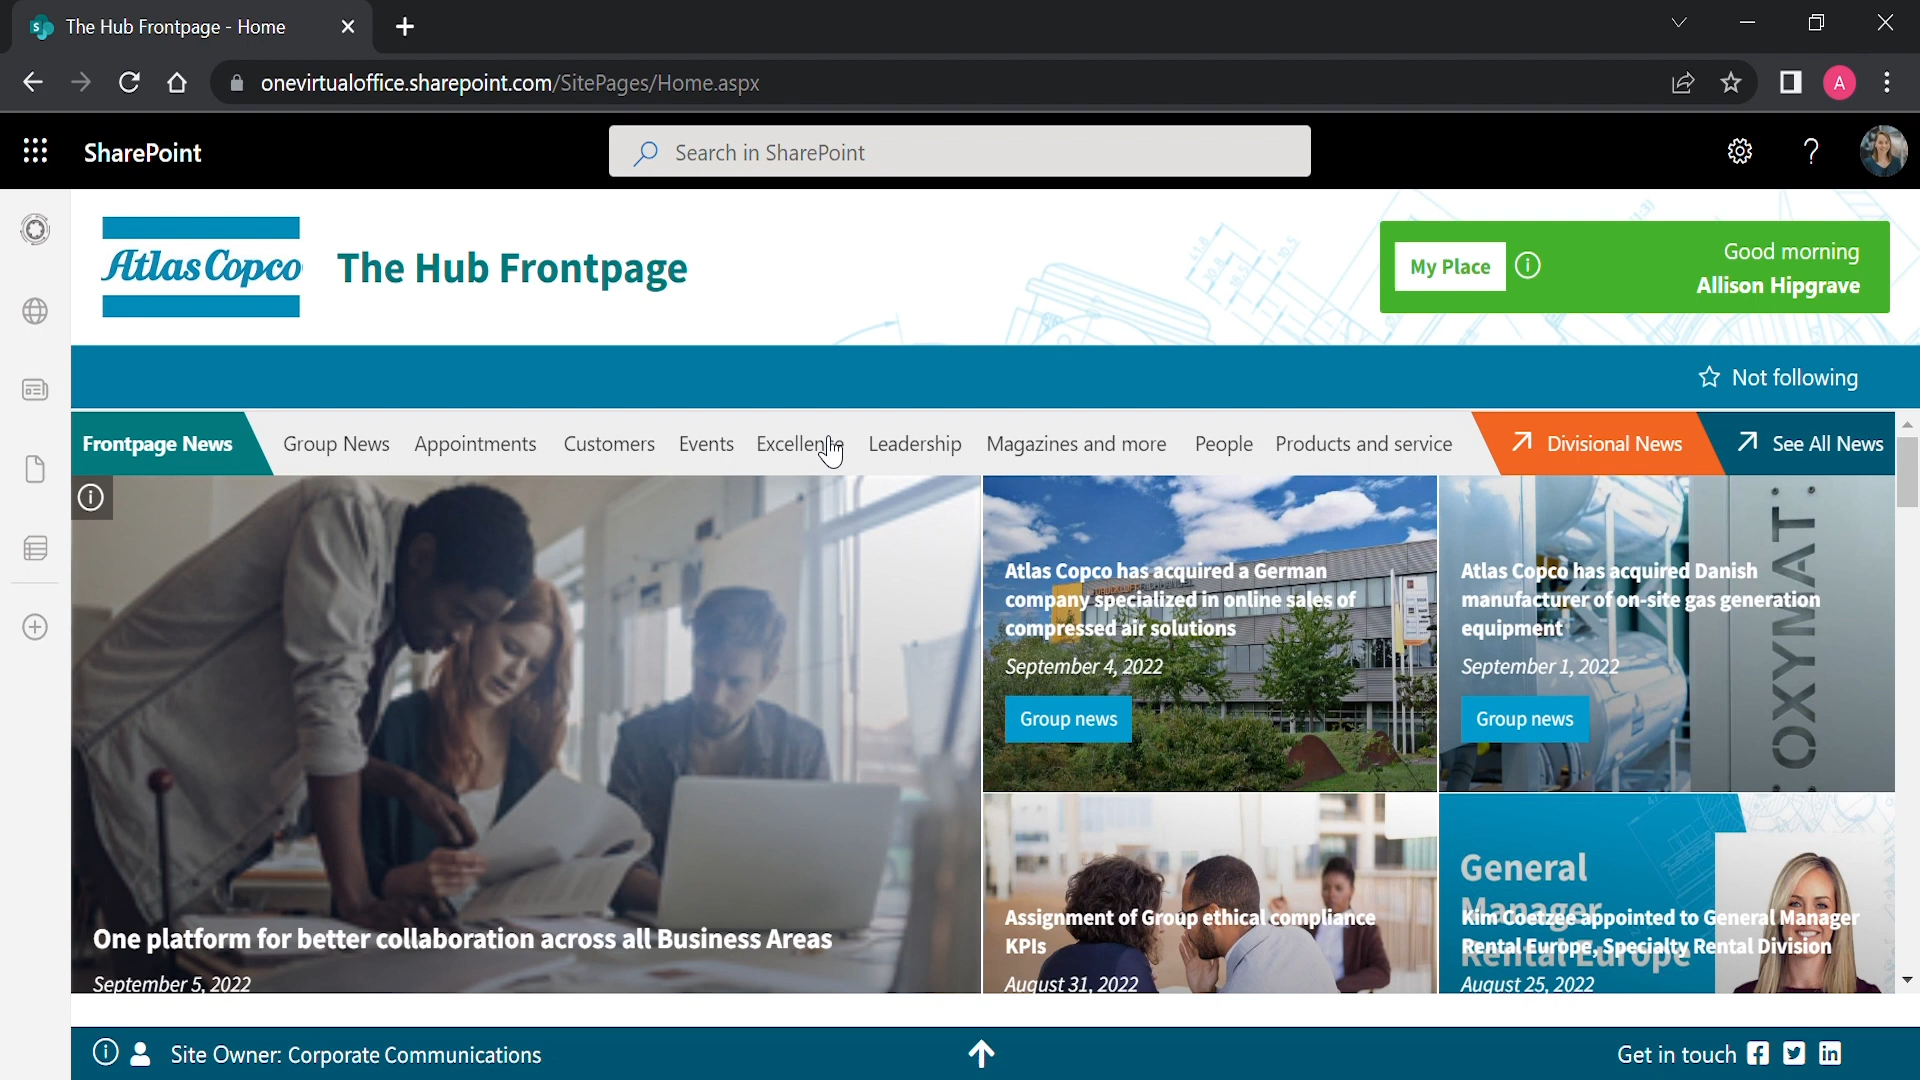 The Hub Frontpage - Home
onevirtualoffice.sharepoint.com/SitePages/Home.aspx
A
SharePoint
Search in SharePoint
Atlas Copco
The Hub Frontpage
My Place
Good morning
Allison Hipgrave
Not following
Frontpage News
Group News
Appointments
Customers
Events
Excellence
Leadership
Magazines and more
People
Products and service
Divisional News
See All News
One platform for better collaboration across all Business Areas
September 5, 2022
Atlas Copco has acquired a German
company specialized in online sales of
compressed air solutions
September 4, 2022
Group news
Atlas Copco has acquired Danish
manufacturer of on-site gas generation
equipment
September 1, 2022
Group news
OXYMAT
Assignment of Group ethical compliance
KPIs
August 31, 2022
General
Manager
Rental Europe
Kim Coetzee appointed to General Manager
Rental Europe, Specialty Rental Division
August 25, 2022
Site Owner: Corporate Communications
Get in touch